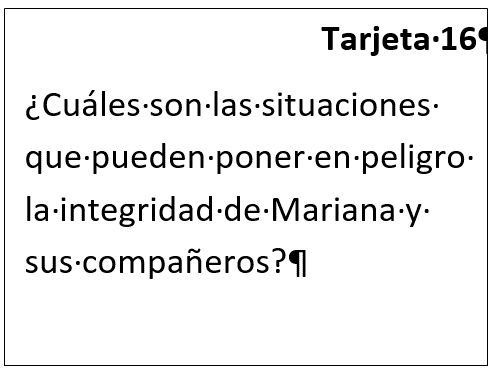 Tarjeta·16¶
¿Cuáles·son·las·situaciones·
que·pueden·poner·en·peligro·
la·integridad·de·Mariana·y·
sus·compañeros?¶